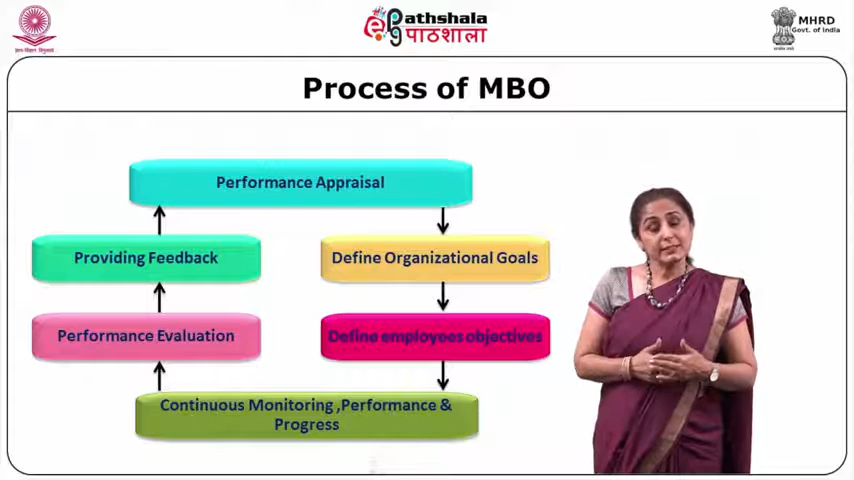 Pathshala
पाठशाला
MHRD
Govt. of India
Process of MBO
Performance Appraisal
Providing Feedback
Define Organizational Goals
Performance Evaluation
Define employees objectives
Continuous Monitoring ,Performance &
Progress